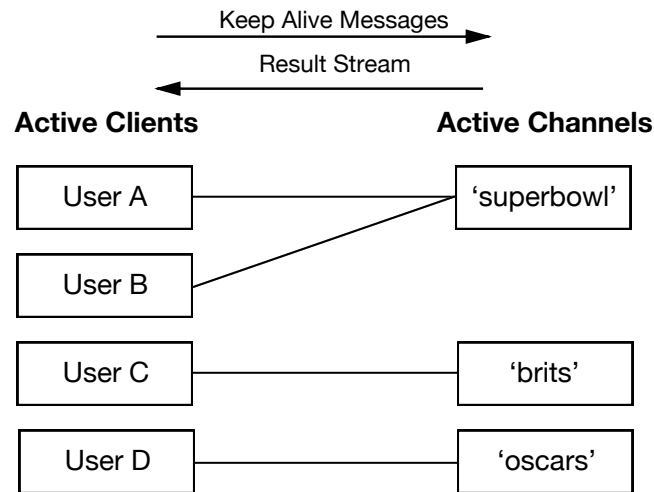 Keep Alive Messages
Result Stream
Active Clients
Active Channels
User A
‘superbowl’
User B
User C
‘brits’
User D
‘oscars’